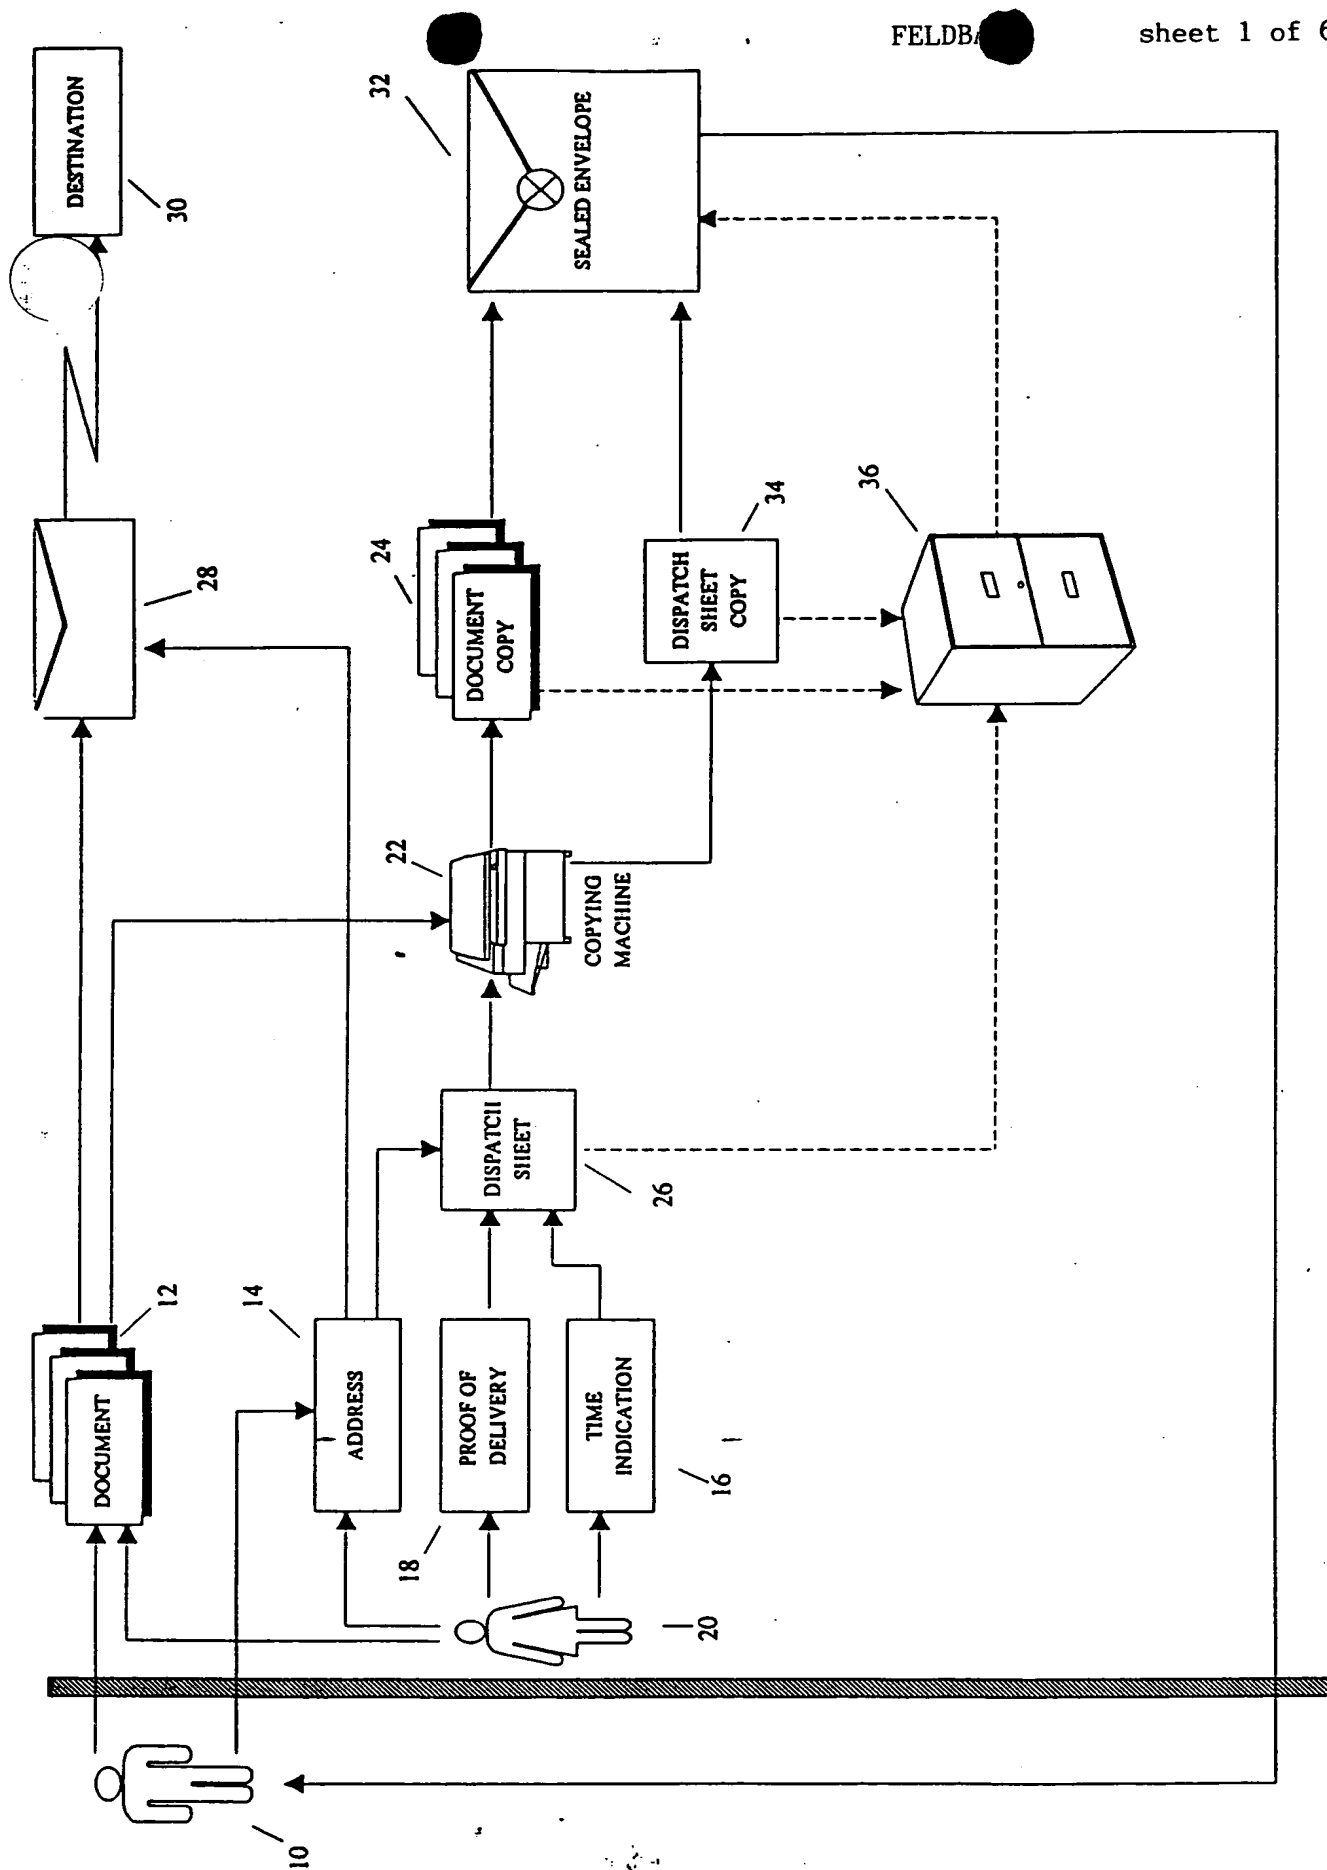 FELDBA
sheet 1 of 6
10
DOCUMENT
12
ADDRESS
14
PROOF OF
DELIVERY
18
TIME
INDICATION
16
20
DISPATCH
SHEET
26
22
COPYING
MACHINE
28
24
DOCUMENT
COPY
DISPATCH
SHEET
COPY
34
36
DESTINATION
30
32
SEALED ENVELOPE